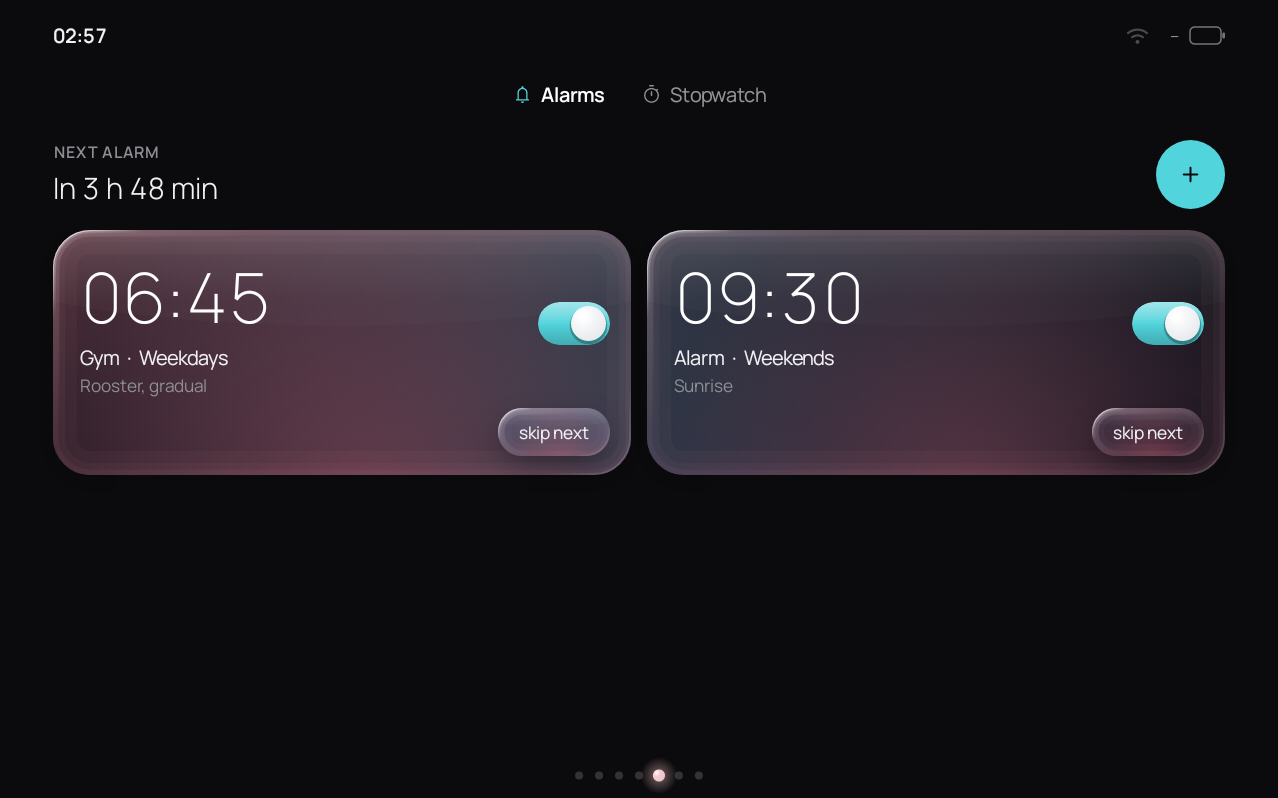 02:57
–
Alarms
Stopwatch
NEXT ALARM
In 3 h 48 min
+
06:45
Gym · Weekdays
Rooster, gradual
skip next
09:30
Alarm · Weekends
Sunrise
skip next